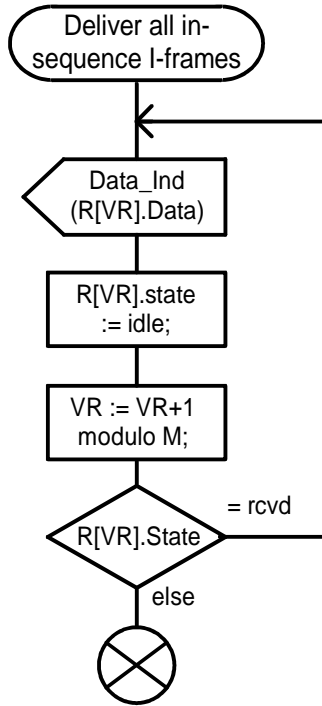 Deliver all in-
sequence I-frames
Data_Ind
(R[VR].Data)
R[VR].state
:= idle;
VR := VR+1
modulo M;
R[VR].State
= rcvd
else